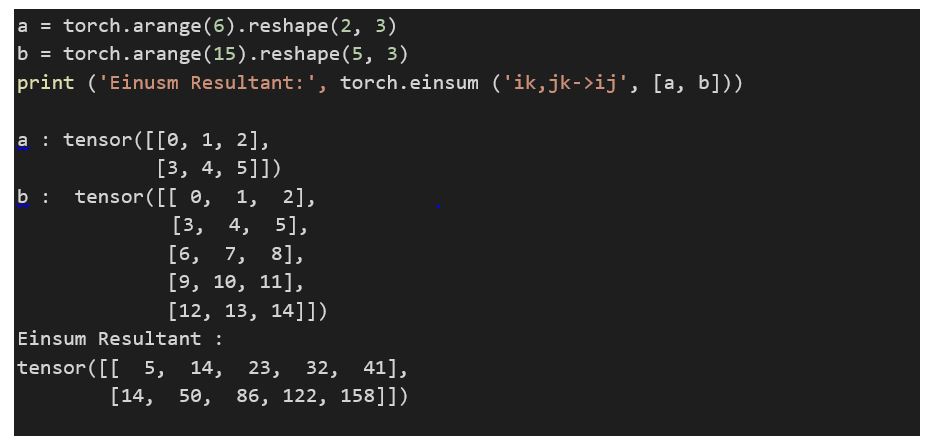 a = torch.arange(6).reshape(2, 3)
b = torch.arange(15).reshape(5, 3)
print ('Einusm Resultant:', torch.einsum ('ik,jk->ij', [a, b]))
a : tensor([[0, 1, 2],
[3, 4, 5]])
b :  tensor([[ 0,  1,  2],
[3,  4,  5],
[6,  7,  8],
[9, 10, 11],
[12, 13, 14]])
Einsum Resultant :
tensor([[  5,  14,  23,  32,  41],
[14,  50,  86, 122, 158]])